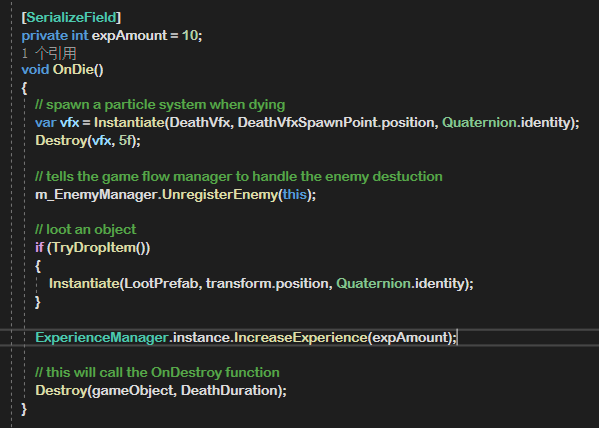 [SerializeField]
private int expAmount = 10;
1 个引用
void OnDie()
{
// spawn a particle system when dying
var vfx = Instantiate(DeathVfx, DeathVfxSpawnPoint.position, Quaternion.identity);
Destroy(vfx, 5f);
// tells the game flow manager to handle the enemy destuction
m_EnemyManager.UnregisterEnemy(this);
// loot an object
if (TryDropItem())
{
Instantiate(LootPrefab, transform.position, Quaternion.identity);
}
ExperienceManager.instance.IncreaseExperience(expAmount);
// this will call the OnDestroy function
Destroy(gameObject, DeathDuration);
}